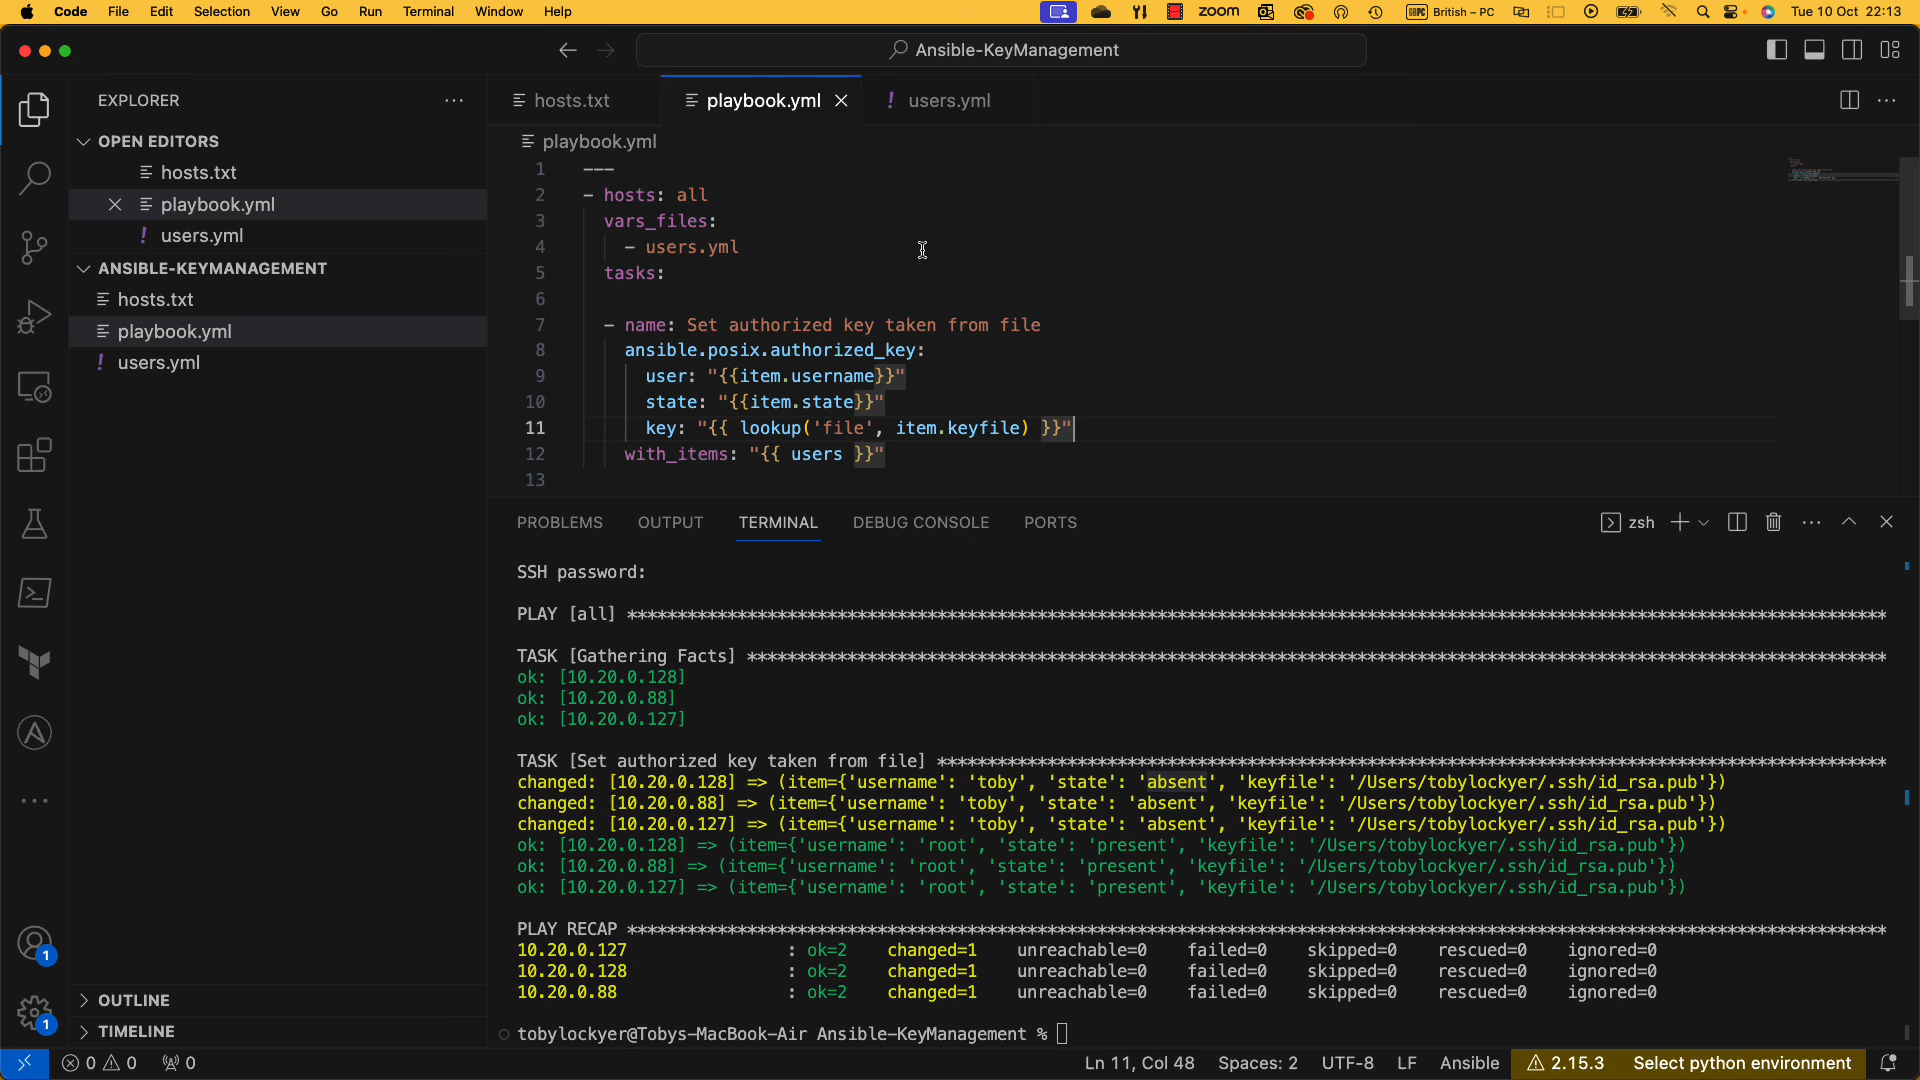 Code File Edit Selection View Go Run Terminal Window Help
zoom
British – PC
Tue 10 Oct 22:13
Ansible-KeyManagement
EXPLORER
OPEN EDITORS
hosts.txt
playbook.yml
users.yml
ANSIBLE-KEYMANAGEMENT
hosts.txt
playbook.yml
users.yml
OUTLINE
TIMELINE
hosts.txt playbook.yml users.yml
playbook.yml
1 ---
2 - hosts: all
3 vars_files:
4 - users.yml
5 tasks:
6
7 - name: Set authorized key taken from file
8 ansible.posix.authorized_key:
9 user: "{{item.username}}"
10 state: "{{item.state}}"
11 key: "{{ lookup('file', item.keyfile) }}"
12 with_items: "{{ users }}"
13
PROBLEMS OUTPUT TERMINAL DEBUG CONSOLE PORTS
zsh
SSH password:
PLAY [all] ******************************************************************************************************************************
TASK [Gathering Facts] ******************************************************************************************************************
ok: [10.20.0.128]
ok: [10.20.0.88]
ok: [10.20.0.127]
TASK [Set authorized key taken from file] ***********************************************************************************************
changed: [10.20.0.128] => (item={'username': 'toby', 'state': 'absent', 'keyfile': '/Users/tobylockyer/.ssh/id_rsa.pub'})
changed: [10.20.0.88] => (item={'username': 'toby', 'state': 'absent', 'keyfile': '/Users/tobylockyer/.ssh/id_rsa.pub'})
changed: [10.20.0.127] => (item={'username': 'toby', 'state': 'absent', 'keyfile': '/Users/tobylockyer/.ssh/id_rsa.pub'})
ok: [10.20.0.128] => (item={'username': 'root', 'state': 'present', 'keyfile': '/Users/tobylockyer/.ssh/id_rsa.pub'})
ok: [10.20.0.88] => (item={'username': 'root', 'state': 'present', 'keyfile': '/Users/tobylockyer/.ssh/id_rsa.pub'})
ok: [10.20.0.127] => (item={'username': 'root', 'state': 'present', 'keyfile': '/Users/tobylockyer/.ssh/id_rsa.pub'})
PLAY RECAP ******************************************************************************************************************************
10.20.0.127 : ok=2 changed=1 unreachable=0 failed=0 skipped=0 rescued=0 ignored=0
10.20.0.128 : ok=2 changed=1 unreachable=0 failed=0 skipped=0 rescued=0 ignored=0
10.20.0.88 : ok=2 changed=1 unreachable=0 failed=0 skipped=0 rescued=0 ignored=0
tobylockyer@Tobys-MacBook-Air Ansible-KeyManagement %
1
1
0 0 0
Ln 11, Col 48 Spaces: 2 UTF-8 LF Ansible 2.15.3 Select python environment